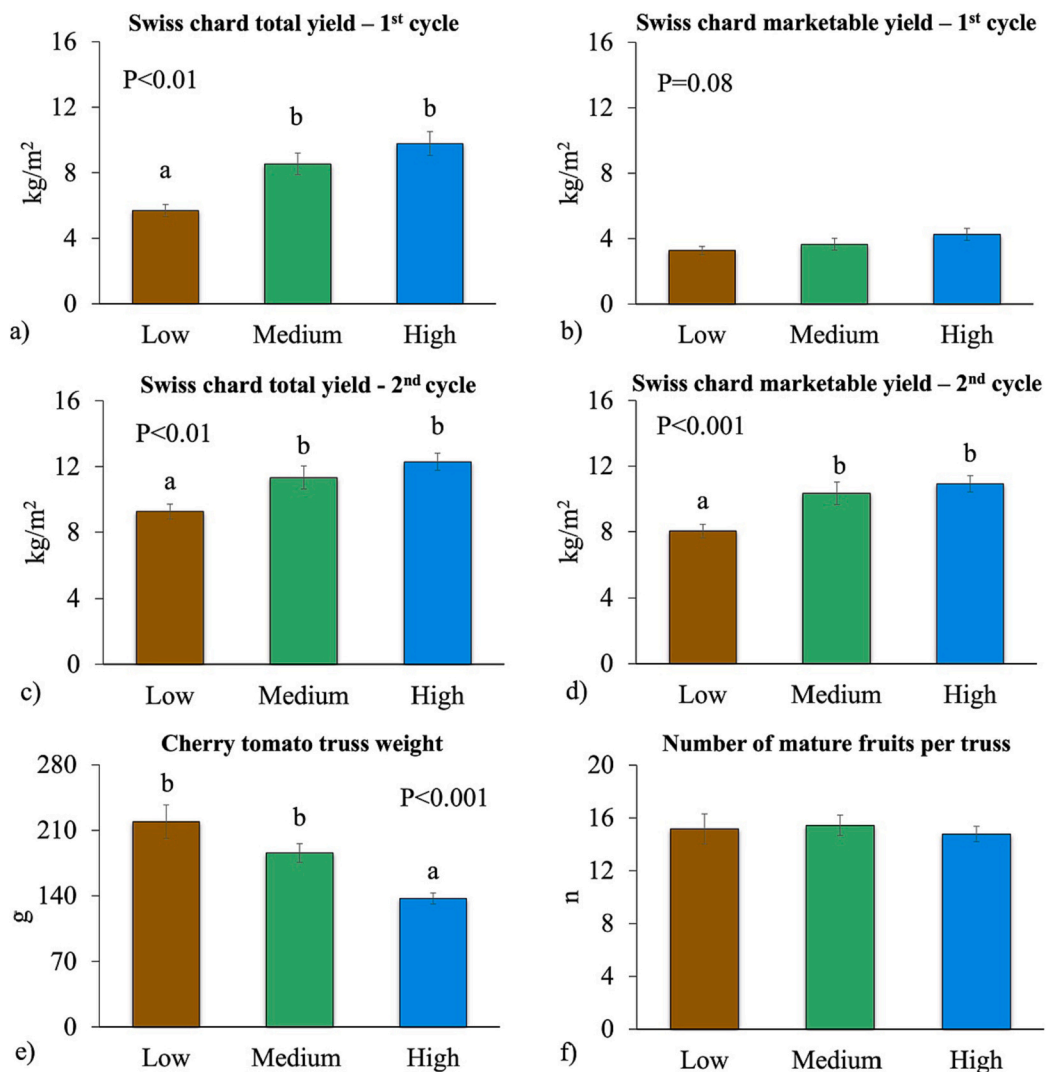 Swiss chard total yield – 1st cycle
16
12
8
4
0
kg/m²
P<0.01
a
b
b
Low Medium High
a)
Swiss chard marketable yield – 1st cycle
16
12
8
4
0
kg/m²
P=0.08
Low Medium High
b)
Swiss chard total yield - 2nd cycle
16
12
8
4
0
kg/m²
P<0.01
a
b
b
Low Medium High
c)
Swiss chard marketable yield – 2nd cycle
16
12
8
4
0
kg/m²
P<0.001
a
b
b
Low Medium High
d)
Cherry tomato truss weight
280
210
140
70
0
g
b
b
a
P<0.001
Low Medium High
e)
Number of mature fruits per truss
20
16
12
8
4
0
n
Low Medium High
f)